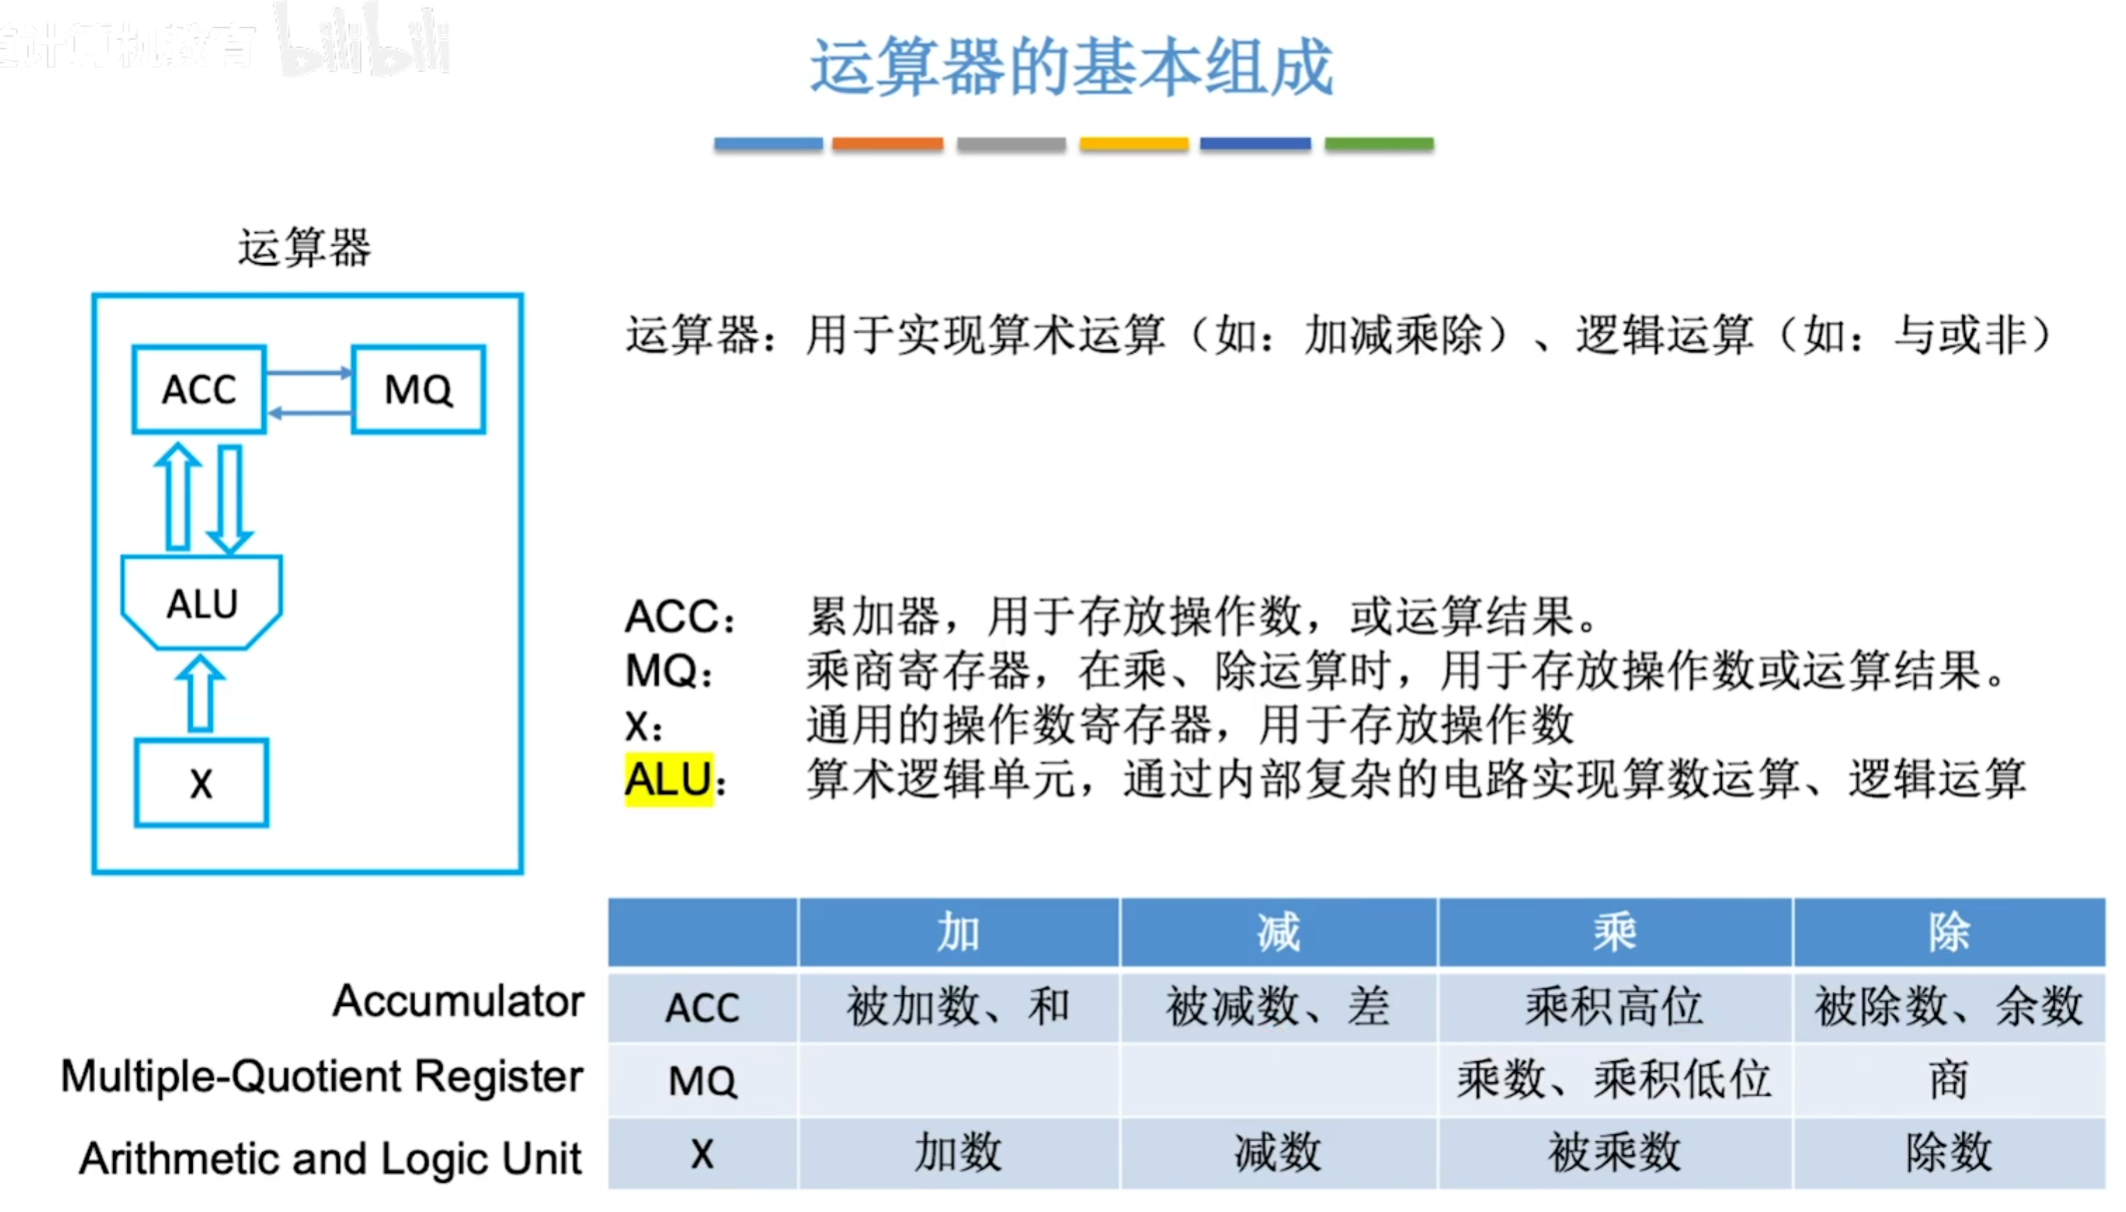 计算机教育 bilibili
运算器的基本组成
运算器
ACC
MQ
ALU
X
运算器：用于实现算术运算（如：加减乘除）、逻辑运算（如：与或非）
ACC： 累加器，用于存放操作数，或运算结果。
MQ： 乘商寄存器，在乘、除运算时，用于存放操作数或运算结果。
X： 通用的操作数寄存器，用于存放操作数
ALU： 算术逻辑单元，通过内部复杂的电路实现算数运算、逻辑运算
加 减 乘 除
Accumulator ACC 被加数、和 被减数、差 乘积高位 被除数、余数
Multiple-Quotient Register MQ 乘数、乘积低位 商
Arithmetic and Logic Unit X 加数 减数 被乘数 除数